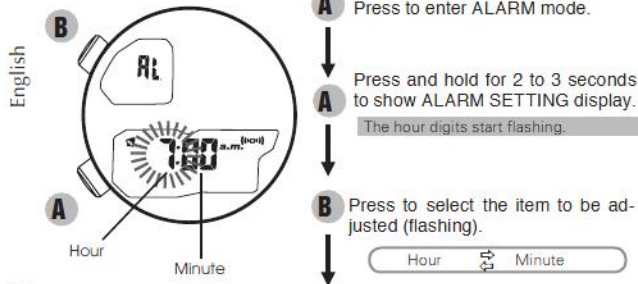 English
B
AL
7:00 a.m.
A
Hour
Minute
A Press to enter ALARM mode.
A Press and hold for 2 to 3 seconds
to show ALARM SETTING display.
The hour digits start flashing.
B Press to select the item to be ad-
justed (flashing).
Hour Minute